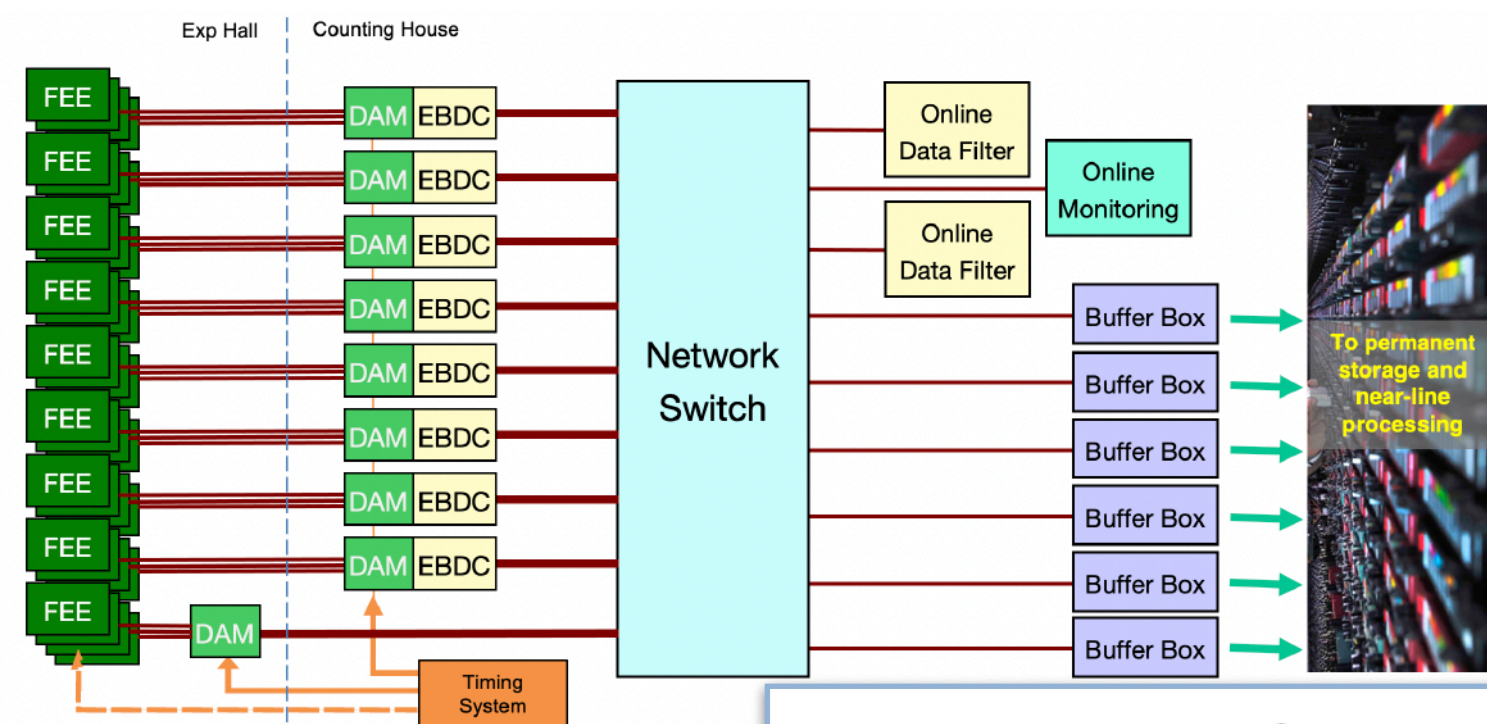 Exp Hall
Counting House
FEE
DAM EBDC
FEE
DAM EBDC
FEE
DAM EBDC
FEE
DAM EBDC
FEE
DAM EBDC
FEE
DAM EBDC
FEE
DAM EBDC
FEE
DAM EBDC
FEE
DAM
Timing
System
Network
Switch
Online
Data Filter
Online
Monitoring
Online
Data Filter
Buffer Box
Buffer Box
Buffer Box
Buffer Box
Buffer Box
Buffer Box
To permanent
storage and
near-line
processing